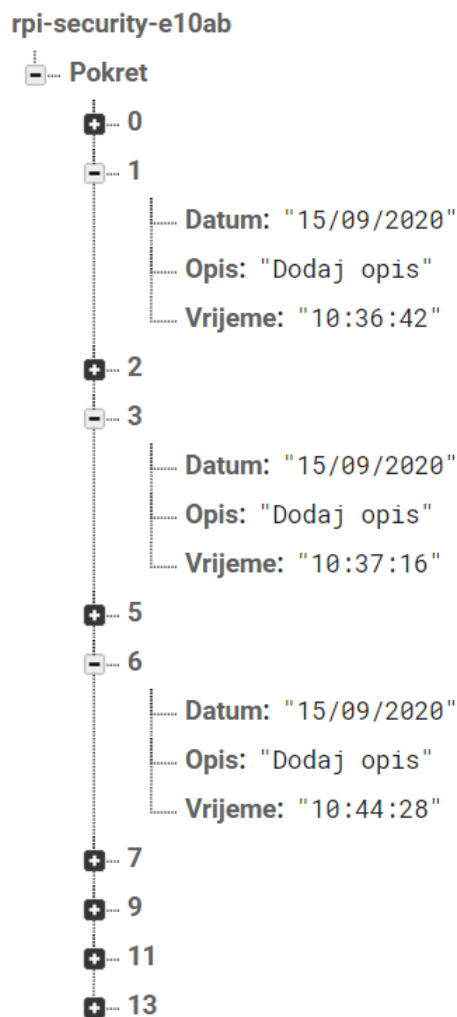 rpi-security-e10ab
Pokret
0
1
Datum: "15/09/2020"
Opis: "Dodaj opis"
Vrijeme: "10:36:42"
2
3
Datum: "15/09/2020"
Opis: "Dodaj opis"
Vrijeme: "10:37:16"
5
6
Datum: "15/09/2020"
Opis: "Dodaj opis"
Vrijeme: "10:44:28"
7
9
11
13